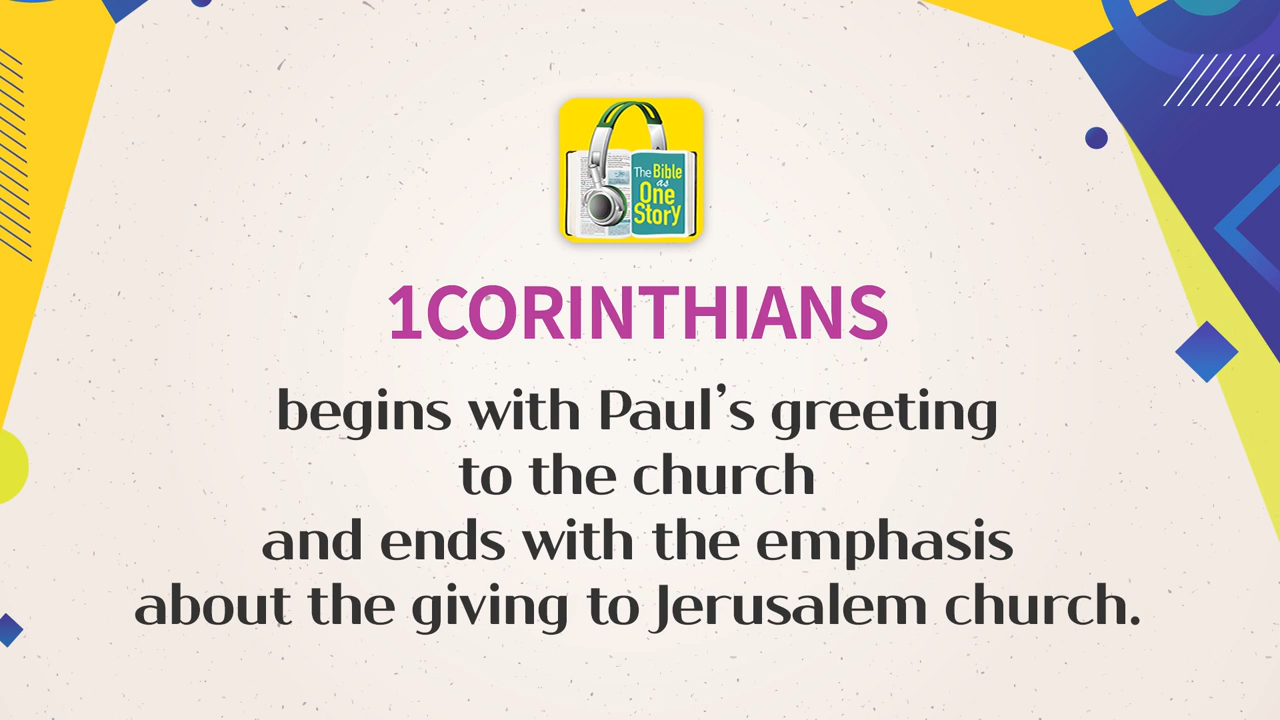 The Bible
as
One
Story
1CORINTHIANS
begins with Paul’s greeting
to the church
and ends with the emphasis
about the giving to Jerusalem church.